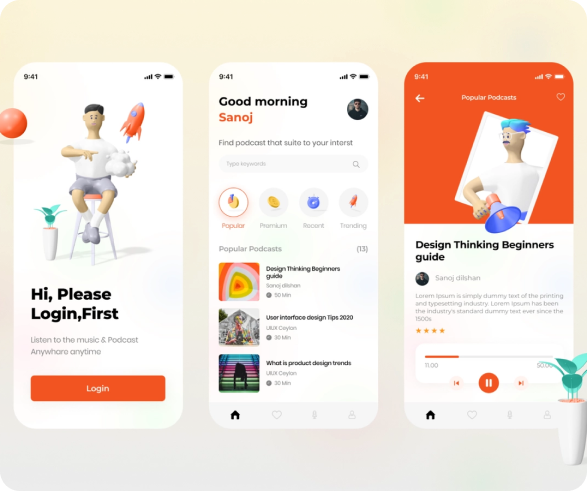 9:41
Hi, Please
Login,First
Listen to the music & Podcast
Anywhare anytime
Login
9:41
Good morning
Sanoj
Find podcast that suite to your interst
Type keywords
Popular
Premium
Recent
Trending
Popular Podcasts
(13)
Design Thinking Beginners
guide
Sanoj dilshan
50 Min
User interface design Tips 2020
UIUX Ceylon
30 Min
What is product design trends
UIUX Ceylon
30 Min
9:41
Popular Podcasts
Design Thinking Beginners
guide
Sanoj dilshan
Lorem Ipsum is simply dummy text of the printing
and typesetting industry. Lorem Ipsum has been
the industry's standard dummy text ever since the
1500s
11:00
50:00